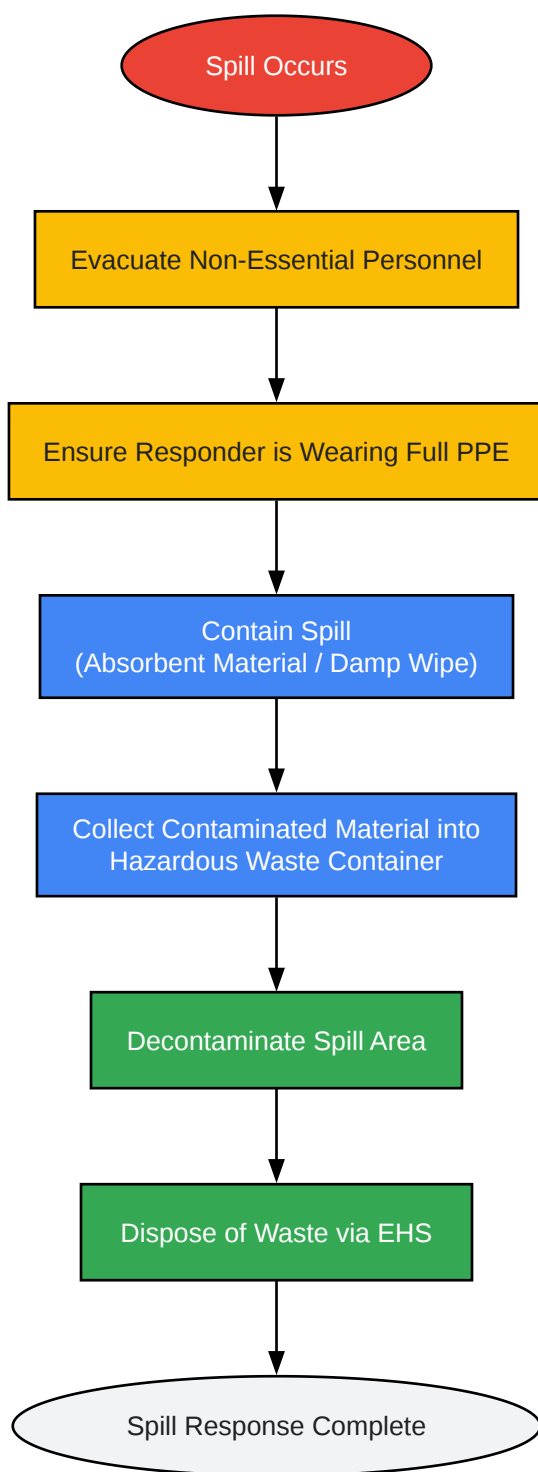 Spill Occurs
Evacuate Non-Essential Personnel
Ensure Responder is Wearing Full PPE
Contain Spill
(Absorbent Material / Damp Wipe)
Collect Contaminated Material into
Hazardous Waste Container
Decontaminate Spill Area
Dispose of Waste via EHS
Spill Response Complete